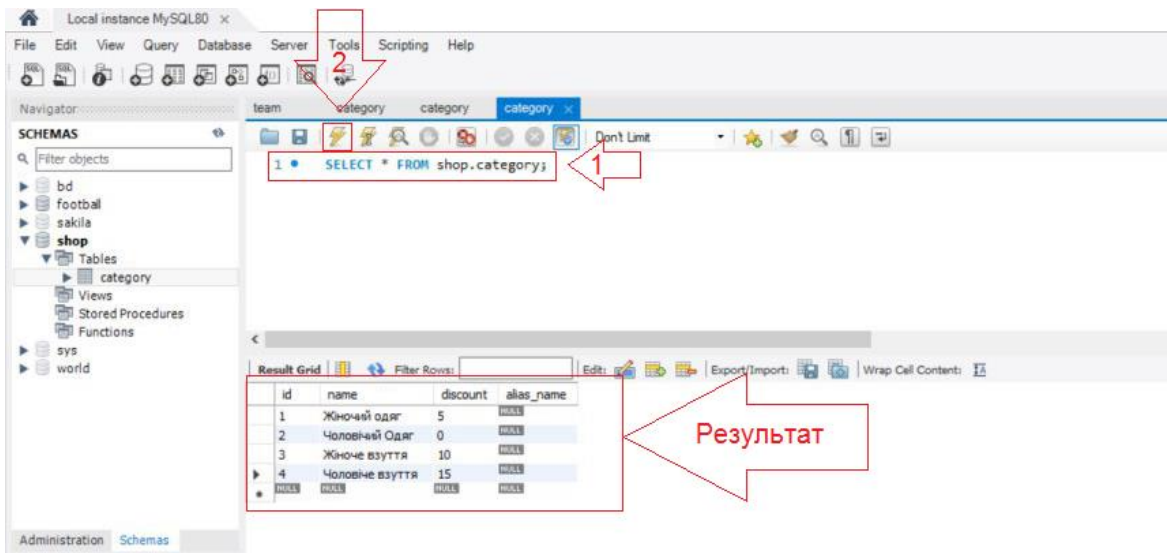 Local instance MySQL80 ×
File Edit View Query Database Server Tools Scripting Help
2
Navigator
SCHEMAS
Filter objects
bd
football
sakila
shop
Tables
category
Views
Stored Procedures
Functions
sys
world
Administration Schemas
team category category category ×
Don't Limit
1 SELECT * FROM shop.category;
1
Result Grid Filter Rows: Edit: Export/Import: Wrap Cell Content:
id name discount alias_name
1 Жіночий одяг 5 NULL
2 Чоловічий Одяг 0 NULL
3 Жіноче взуття 10 NULL
4 Чоловіче взуття 15 NULL
NULL NULL NULL NULL
Результат